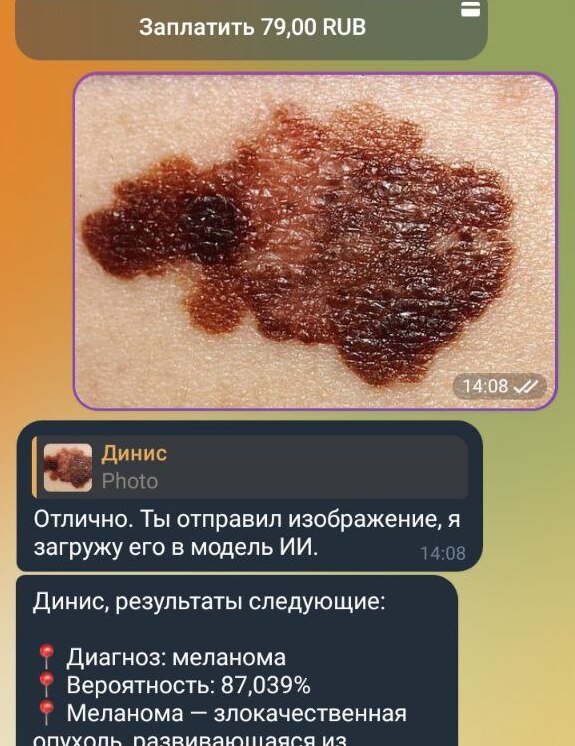 Заплатить 79,00 RUB
14:08
Динис
Photo
Отлично. Ты отправил изображение, я
загружу его в модель ИИ.
14:08
Динис, результаты следующие:
📍 Диагноз: меланома
📍 Вероятность: 87,039%
📍 Меланома — злокачественная
опухоль, развивающаяся из